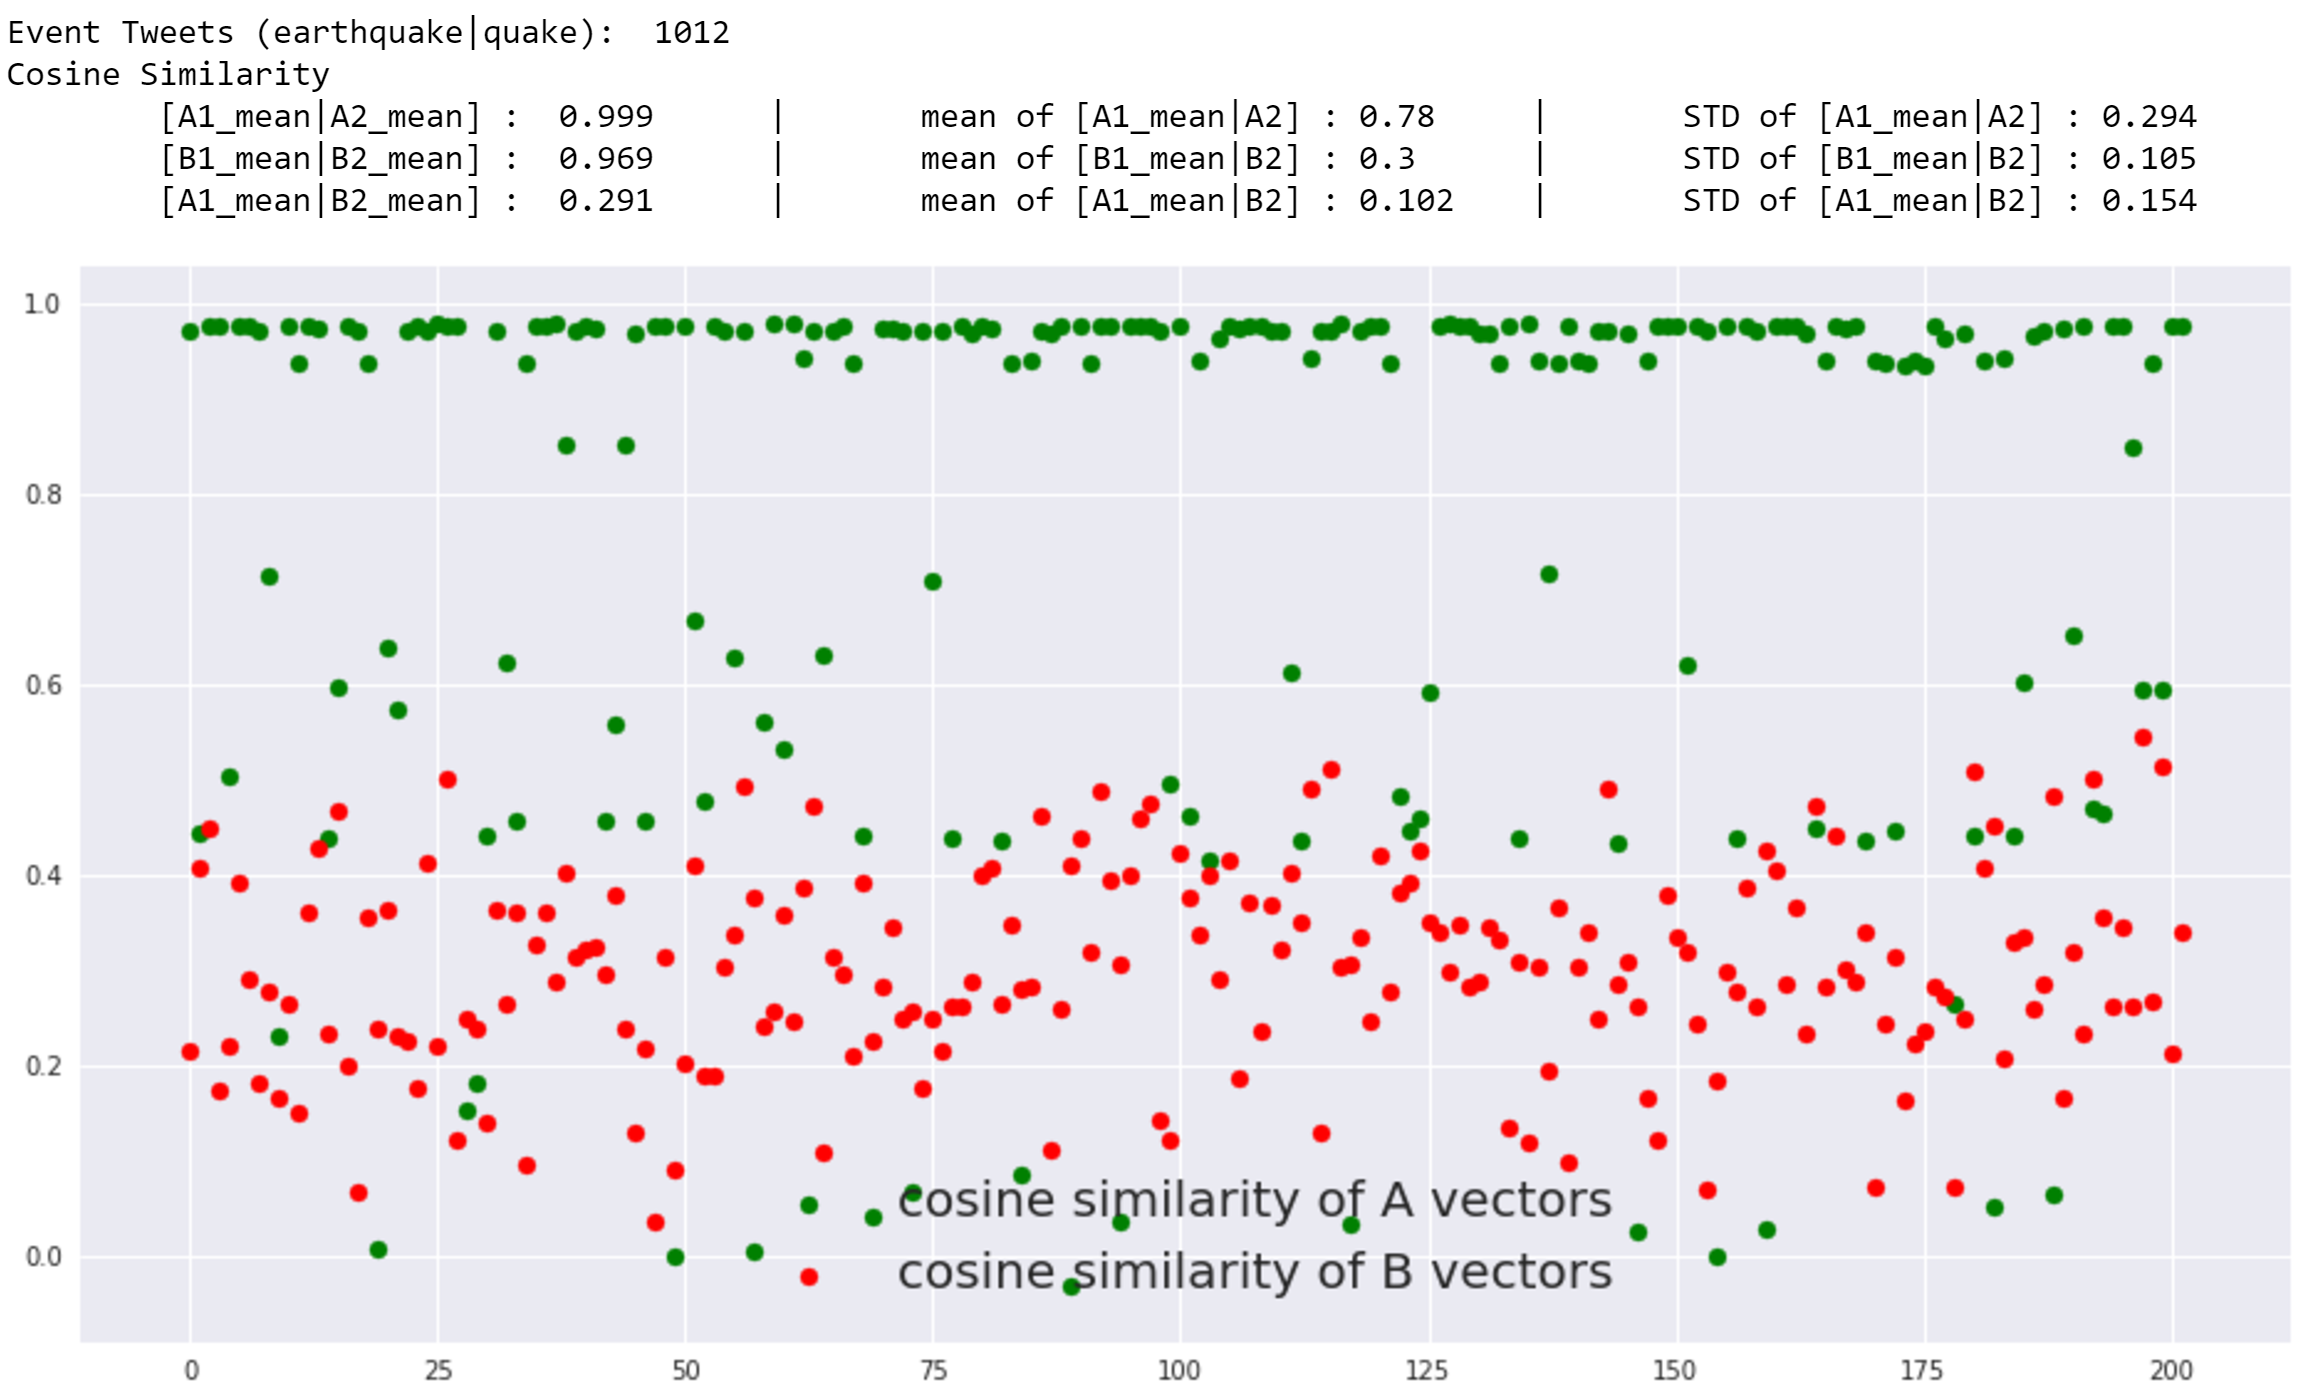 Event Tweets (earthquake|quake):  1012
Cosine Similarity
[A1_mean|A2_mean] :  0.999 | mean of [A1_mean|A2] : 0.78 | STD of [A1_mean|A2] : 0.294
[B1_mean|B2_mean] :  0.969 | mean of [B1_mean|B2] : 0.3 | STD of [B1_mean|B2] : 0.105
[A1_mean|B2_mean] :  0.291 | mean of [A1_mean|B2] : 0.102 | STD of [A1_mean|B2] : 0.154
1.0
0.8
0.6
0.4
0.2
0.0
cosine similarity of A vectors
cosine similarity of B vectors
0 25 50 75 100 125 150 175 200